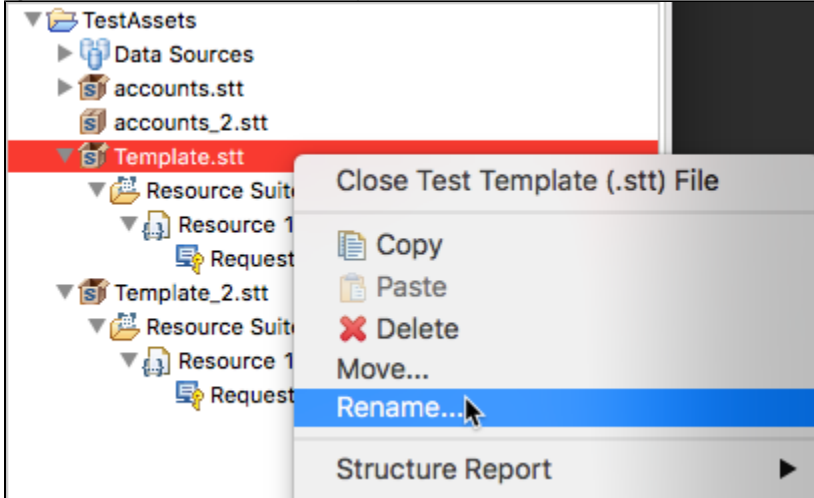 TestAssets
Data Sources
accounts.stt
accounts_2.stt
Template.stt
Resource Suit
Resource 1
Request
Template_2.stt
Resource Suit
Resource 1
Request
Close Test Template (.stt) File
Copy
Paste
Delete
Move...
Rename...
Structure Report